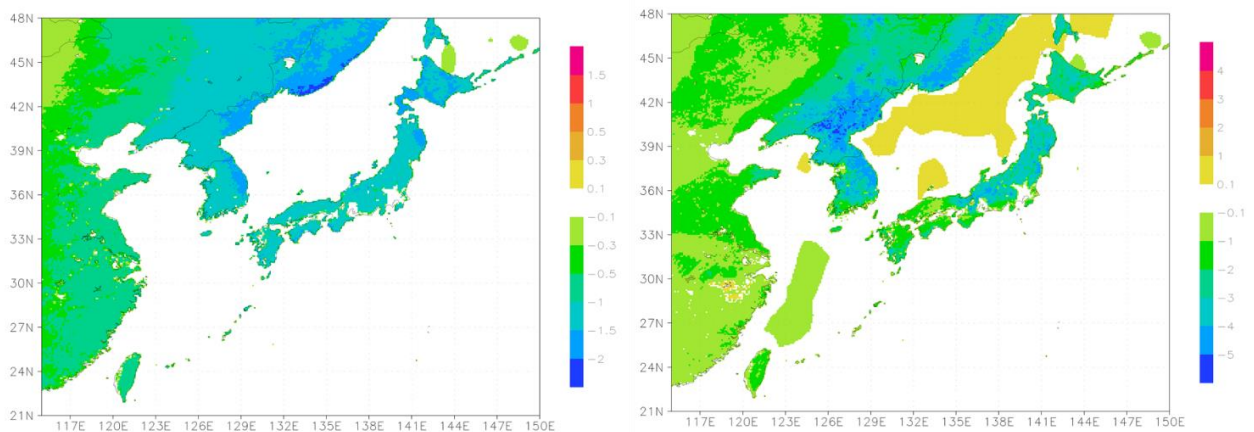 48N
45N
42N
39N
36N
33N
30N
27N
24N
21N
117E 120E 123E 126E 129E 132E 135E 138E 141E 144E 147E 150E
1.5
1
0.5
0.3
0.1
-0.1
-0.3
-0.5
-1
-1.5
-2
48N
45N
42N
39N
36N
33N
30N
27N
24N
21N
117E 120E 123E 126E 129E 132E 135E 138E 141E 144E 147E 150E
4
3
2
1
0.1
-0.1
-1
-2
-3
-4
-5